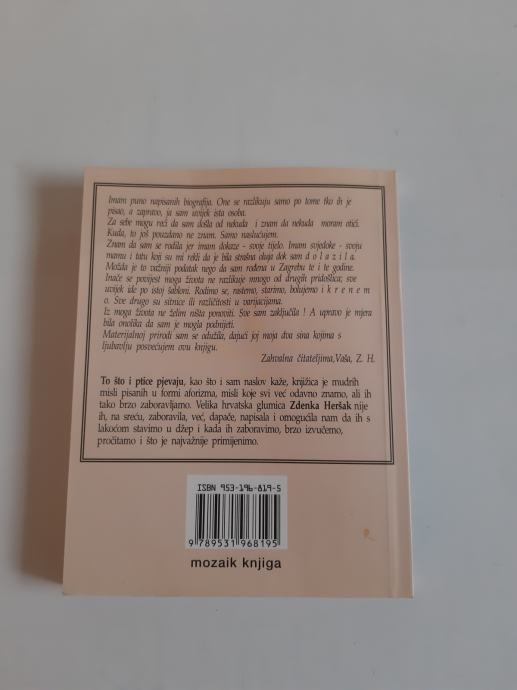 Imam puno napisanih biografija. One se razlikuju samo po tome tko ih je
pisao, a zapravo, ja sam uvijek ista osoba.
Za sebe mogu reći da sam došla od nekuda i znam da nekuda moram otići.
Kuda, to još pouzdano ne znam. Samo naslućujem.
Znam da sam se rodila jer imam dokaze - svoje tijelo. Imam svjedoke - svoju
mamu i tatu koji su mi rekli da je bila strašna oluja dok sam d o l a z i l a.
Možda je to važniji podatak nego da sam rođena u Zagrebu te i te godine.
Inače se povijest moga života ne razlikuje mnogo od drugih pridošlica; sve
uvijek ide po istoj šabloni. Rodimo se, rastemo, starimo, bolujemo i k r e n e m
o. Sve drugo su sitnice ili različitosti u varijacijama.
Iz moga života ne želim ništa ponoviti. Sve sam zaključila ! A upravo je mjera
bila onolika da sam je mogla podnijeti.
Materijalnoj prirodi sam se odužila, dajući joj moja dva sina kojima s
ljubavlju posvećujem ovu knjigu.
Zahvalna čitateljima,Vaša, Z. H.
To što i ptice pjevaju, kao što i sam naslov kaže, knjižica je mudrih
misli pisanih u formi aforizma, misli koje svi već odavno znamo, ali ih
tako brzo zaboravljamo. Velika hrvatska glumica Zdenka Heršak nije
ih, na sreću, zaboravila, već, dapače, napisala i omogućila nam da ih s
lakoćom stavimo u džep i kada ih zaboravimo, brzo izvučemo,
pročitamo i što je najvažnije primijenimo.
ISBN 953-196-819-5
9 789531 968195
mozaik knjiga